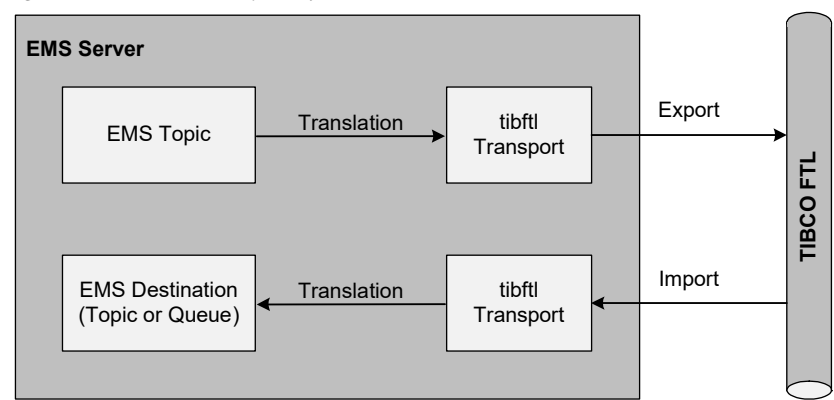 EMS Server
EMS Topic
Translation
tibftl
Transport
Export
TIBCO FTL
EMS Destination
(Topic or Queue)
Translation
tibftl
Transport
Import